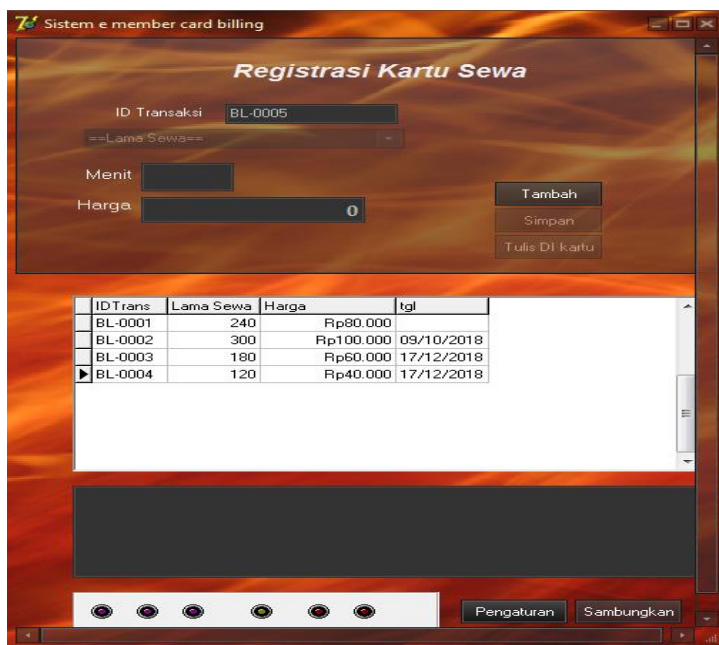 Sistem e member card billing
Registrasi Kartu Sewa
ID Transaksi BL-0005
==Lama Sewa==
Menit
Harga 0
Tambah
Simpan
Tulis DI kartu
IDTrans Lama Sewa Harga tgl
BL-0001 240 Rp80.000
BL-0002 300 Rp100.000 09/10/2018
BL-0003 180 Rp60.000 17/12/2018
BL-0004 120 Rp40.000 17/12/2018
Pengaturan Sambungkan